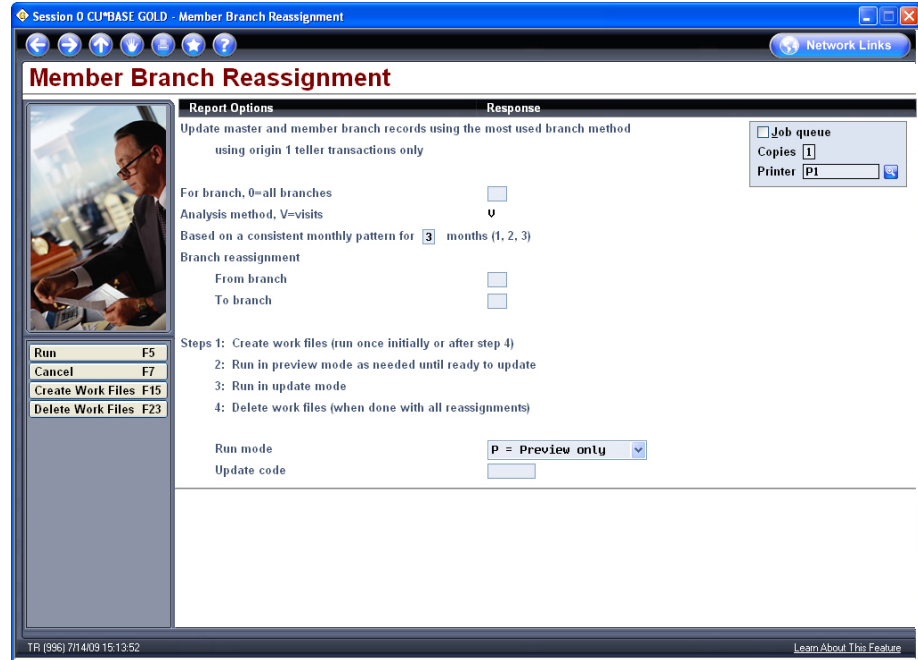 Session 0 CU*BASE GOLD - Member Branch Reassignment
Network Links
Member Branch Reassignment
Report Options Response
Update master and member branch records using the most used branch method
using origin 1 teller transactions only
Job queue
Copies 1
Printer P1
For branch, 0=all branches
Analysis method, V=visits V
Based on a consistent monthly pattern for 3 months (1, 2, 3)
Branch reassignment
From branch
To branch
Steps 1: Create work files (run once initially or after step 4)
2: Run in preview mode as needed until ready to update
3: Run in update mode
4: Delete work files (when done with all reassignments)
Run F5
Cancel F7
Create Work Files F15
Delete Work Files F23
Run mode P = Preview only
Update code
TR (996) 7/14/09 15:13:52
Learn About This Feature